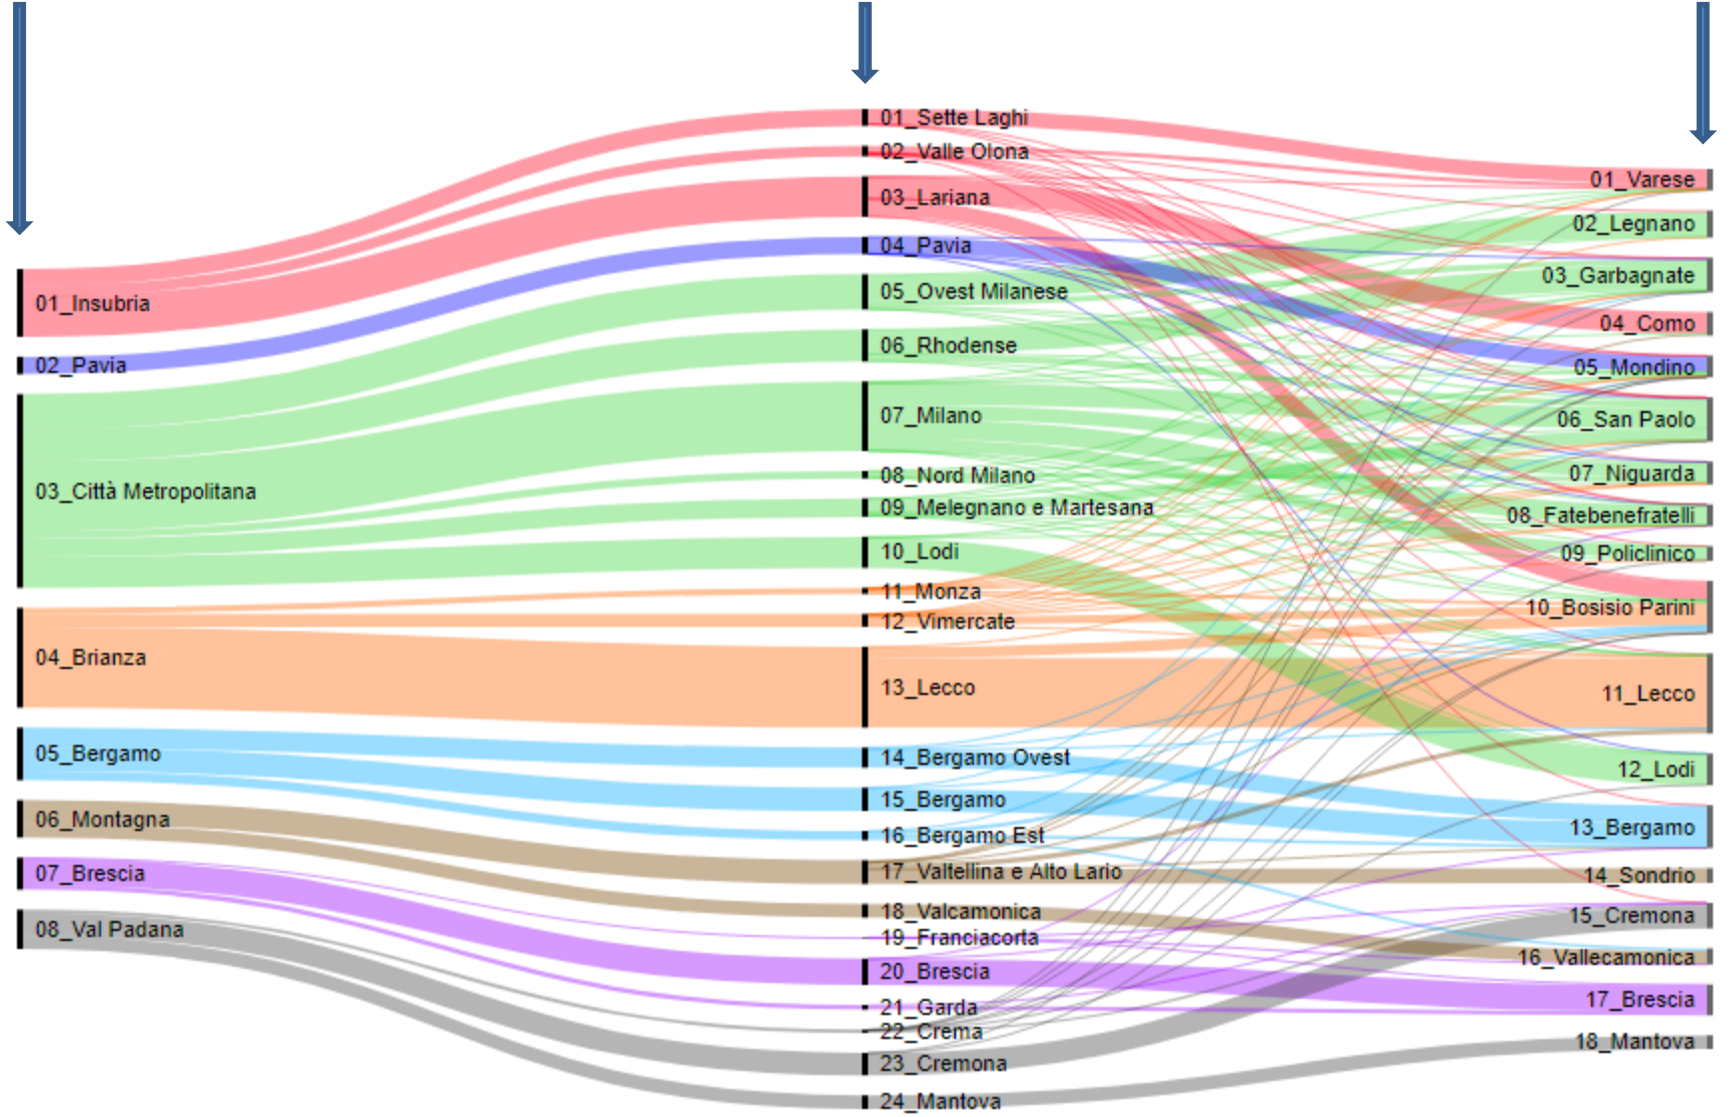 01_Insubria
02_Pavia
03_Città Metropolitana
04_Brianza
05_Bergamo
06_Montagna
07_Brescia
08_Val Padana
01_Sette Laghi
02_Valle Olona
03_Lariana
04_Pavia
05_Ovest Milanese
06_Rhodense
07_Milano
08_Nord Milano
09_Melegnano e Martesana
10_Lodi
11_Monza
12_Vimercate
13_Lecco
14_Bergamo Ovest
15_Bergamo
16_Bergamo Est
17_Valtellina e Alto Lario
18_Valcamonica
19_Franciacorta
20_Brescia
21_Garda
22_Crema
23_Cremona
24_Mantova
01_Varese
02_Legnano
03_Garbagnate
04_Como
05_Mondino
06_San Paolo
07_Niguarda
08_Fatebenefratelli
09_Policlinico
10_Bosisio Parini
11_Lecco
12_Lodi
13_Bergamo
14_Sondrio
15_Cremona
16_Vallecamonica
17_Brescia
18_Mantova